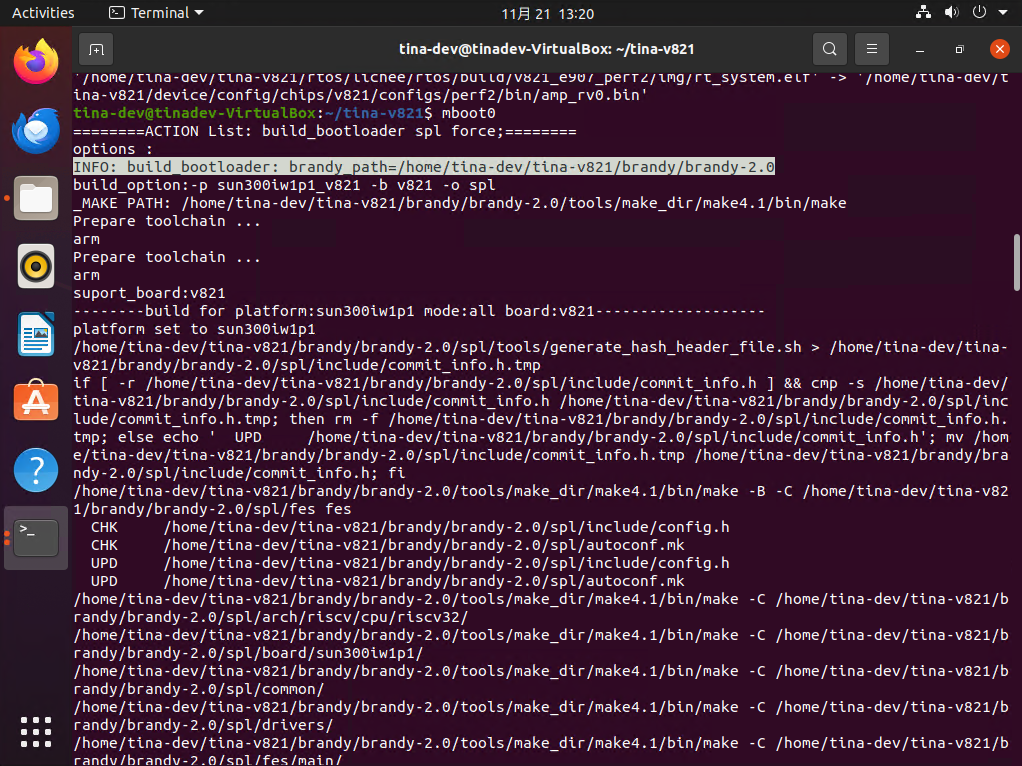 Activities
Terminal
11月 21 13:20
tina-dev@tinadev-VirtualBox: ~/tina-v821
'/home/tina-dev/tina-v821/rtos/lichee/rtos/build/v821_e907_perf2/img/rt_system.elf' -> '/home/tina-dev/t
ina-v821/device/config/chips/v821/configs/perf2/bin/amp_rv0.bin'
tina-dev@tinadev-VirtualBox:~/tina-v821$ mboot0
========ACTION List: build_bootloader spl force;========
options :
INFO: build_bootloader: brandy_path=/home/tina-dev/tina-v821/brandy/brandy-2.0
build_option:-p sun300iw1p1_v821 -b v821 -o spl
_MAKE PATH: /home/tina-dev/tina-v821/brandy/brandy-2.0/tools/make_dir/make4.1/bin/make
Prepare toolchain ...
arm
Prepare toolchain ...
arm
suport_board:v821
--------build for platform:sun300iw1p1 mode:all board:v821-------------------
platform set to sun300iw1p1
/home/tina-dev/tina-v821/brandy/brandy-2.0/spl/tools/generate_hash_header_file.sh > /home/tina-dev/tina-
v821/brandy/brandy-2.0/spl/include/commit_info.h.tmp
if [ -r /home/tina-dev/tina-v821/brandy/brandy-2.0/spl/include/commit_info.h ] && cmp -s /home/tina-dev/
tina-v821/brandy/brandy-2.0/spl/include/commit_info.h /home/tina-dev/tina-v821/brandy/brandy-2.0/spl/inc
lude/commit_info.h.tmp; then rm -f /home/tina-dev/tina-v821/brandy/brandy-2.0/spl/include/commit_info.h.
tmp; else echo '  UPD     /home/tina-dev/tina-v821/brandy/brandy-2.0/spl/include/commit_info.h'; mv /hom
e/tina-dev/tina-v821/brandy/brandy-2.0/spl/include/commit_info.h.tmp /home/tina-dev/tina-v821/brandy/bra
ndy-2.0/spl/include/commit_info.h; fi
/home/tina-dev/tina-v821/brandy/brandy-2.0/tools/make_dir/make4.1/bin/make -B -C /home/tina-dev/tina-v82
1/brandy/brandy-2.0/spl/fes fes
  CHK     /home/tina-dev/tina-v821/brandy/brandy-2.0/spl/include/config.h
  CHK     /home/tina-dev/tina-v821/brandy/brandy-2.0/spl/autoconf.mk
  UPD     /home/tina-dev/tina-v821/brandy/brandy-2.0/spl/include/config.h
  UPD     /home/tina-dev/tina-v821/brandy/brandy-2.0/spl/autoconf.mk
/home/tina-dev/tina-v821/brandy/brandy-2.0/tools/make_dir/make4.1/bin/make -C /home/tina-dev/tina-v821/b
randy/brandy-2.0/spl/arch/riscv/cpu/riscv32/
/home/tina-dev/tina-v821/brandy/brandy-2.0/tools/make_dir/make4.1/bin/make -C /home/tina-dev/tina-v821/b
randy/brandy-2.0/spl/board/sun300iw1p1/
/home/tina-dev/tina-v821/brandy/brandy-2.0/tools/make_dir/make4.1/bin/make -C /home/tina-dev/tina-v821/b
randy/brandy-2.0/spl/common/
/home/tina-dev/tina-v821/brandy/brandy-2.0/tools/make_dir/make4.1/bin/make -C /home/tina-dev/tina-v821/b
randy/brandy-2.0/spl/drivers/
/home/tina-dev/tina-v821/brandy/brandy-2.0/tools/make_dir/make4.1/bin/make -C /home/tina-dev/tina-v821/b
randy/brandy-2.0/spl/fes/main/